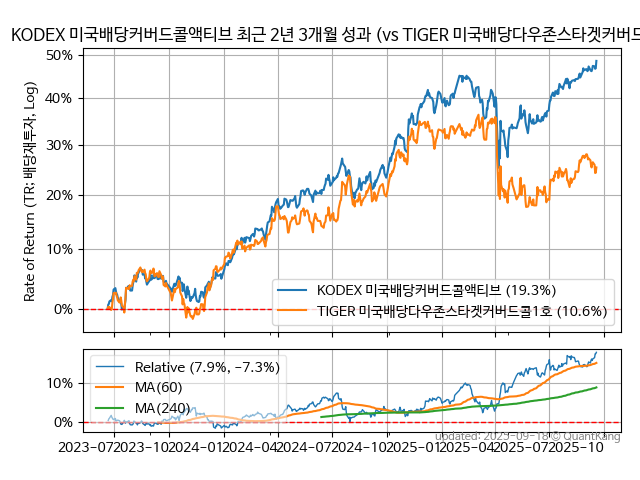 KODEX 미국배당커버드콜액티브 최근 2년 3개월 성과 (vs TIGER 미국배당다우존스타겟커버드
50%
40%
30%
20%
10%
0%
Rate of Return (TR: 배당재투자, Log)
KODEX 미국배당커버드콜액티브 (19.3%)
TIGER 미국배당다우존스타겟커버드콜1호 (10.6%)
10%
0%
Relative (7.9%, -7.3%)
MA(60)
MA(240)
2023-07 2023-10 2024-01 2024-04 2024-07 2024-10 2025-01 2025-04 2025-07 2025-10
updated: 2025-09-18 © QuantKang